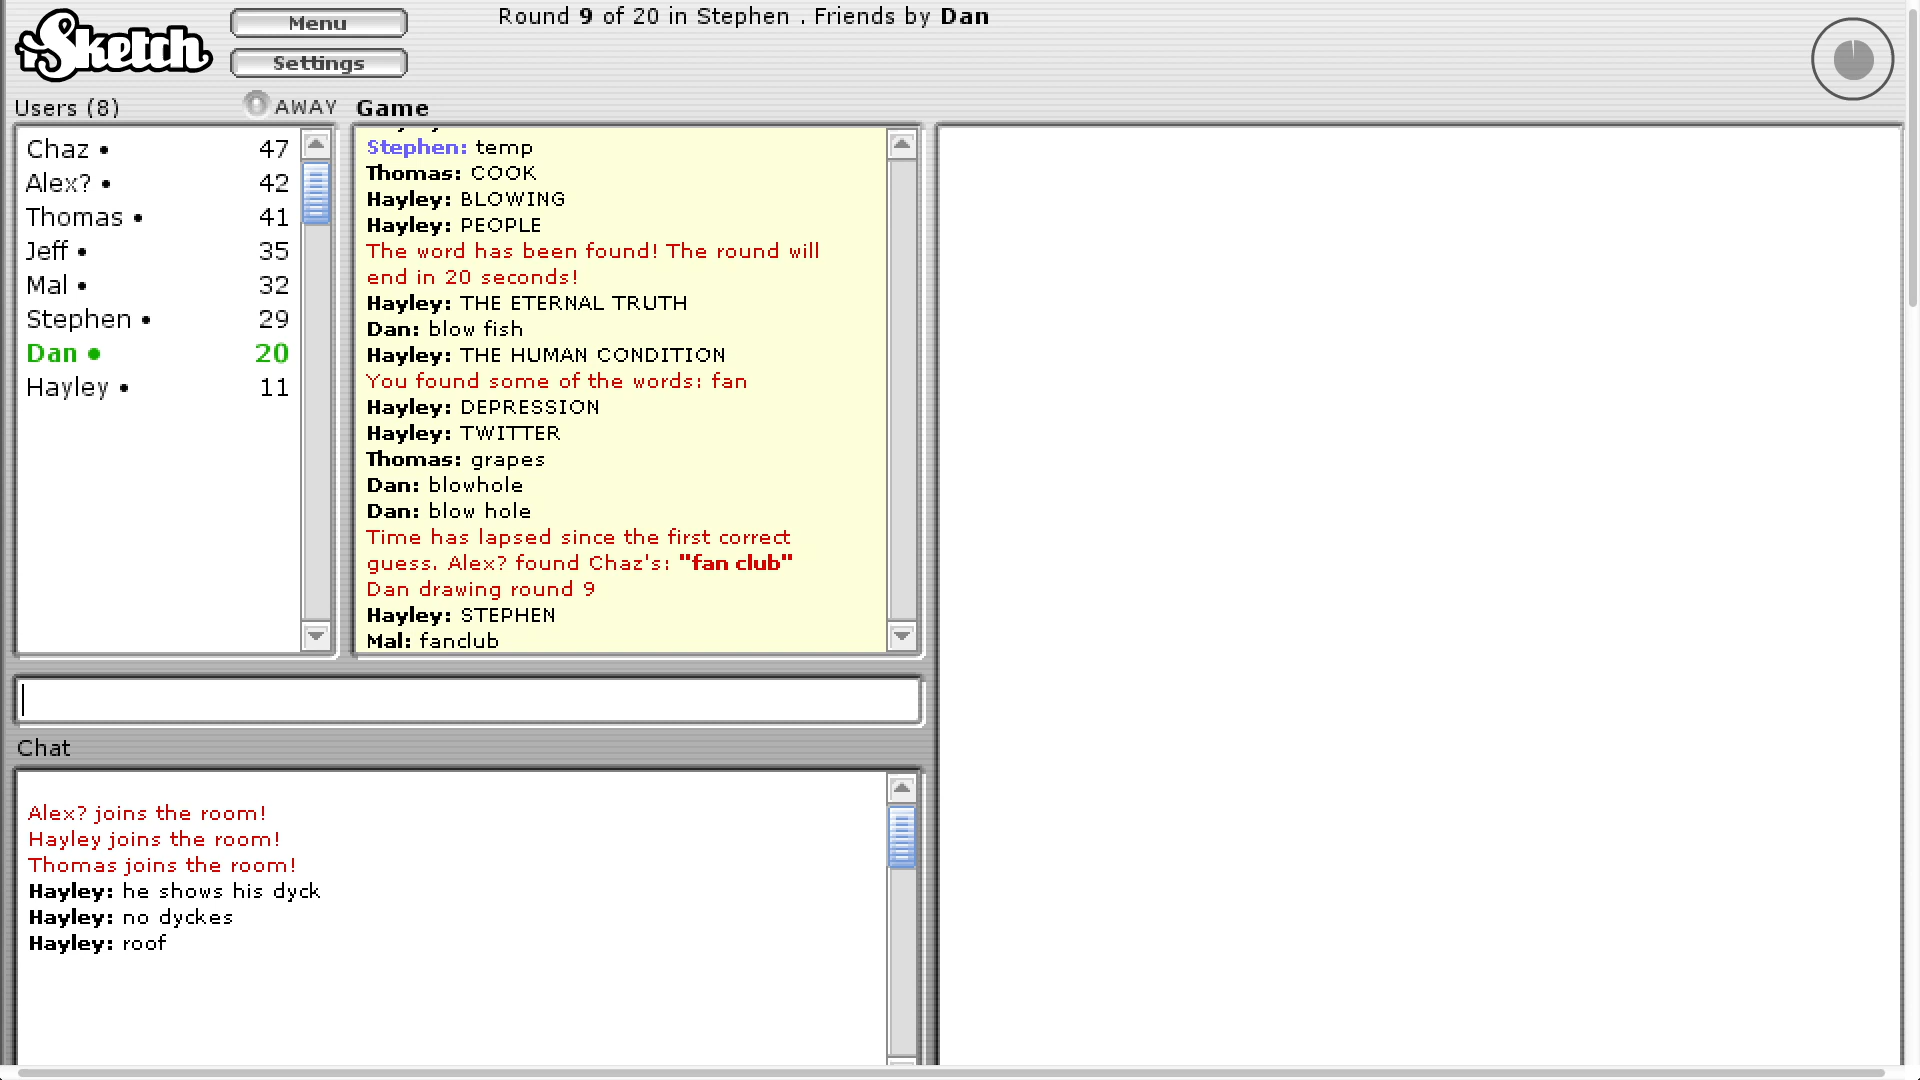 iSketch
Menu
Settings
Round 9 of 20 in Stephen . Friends by Dan
Users (8)
AWAY
Chaz • 47
Alex? • 42
Thomas • 41
Jeff • 35
Mal • 32
Stephen • 29
Dan • 20
Hayley • 11
Game
Stephen: temp
Thomas: COOK
Hayley: BLOWING
Hayley: PEOPLE
The word has been found! The round will
end in 20 seconds!
Hayley: THE ETERNAL TRUTH
Dan: blow fish
Hayley: THE HUMAN CONDITION
You found some of the words: fan
Hayley: DEPRESSION
Hayley: TWITTER
Thomas: grapes
Dan: blowhole
Dan: blow hole
Time has lapsed since the first correct
guess. Alex? found Chaz's: "fan club"
Dan drawing round 9
Hayley: STEPHEN
Mal: fanclub
Chat
Alex? joins the room!
Hayley joins the room!
Thomas joins the room!
Hayley: he shows his dyck
Hayley: no dyckes
Hayley: roof